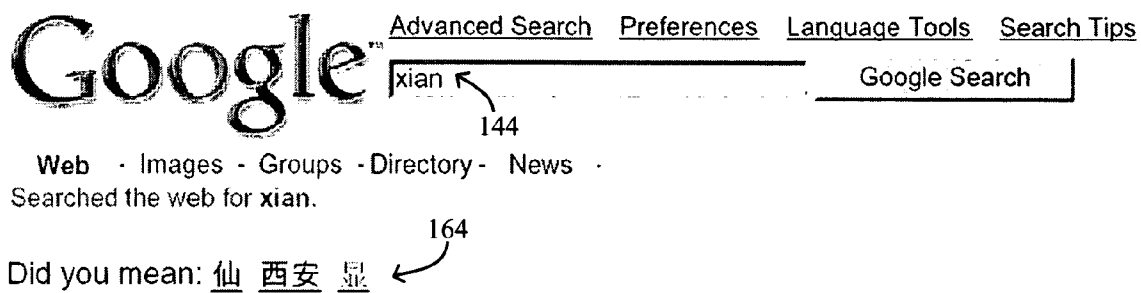 Google™ Advanced Search Preferences Language Tools Search Tips
xian Google Search
144
Web · Images - Groups - Directory - News ·
Searched the web for xian.
164
Did you mean: 仙 西安 显